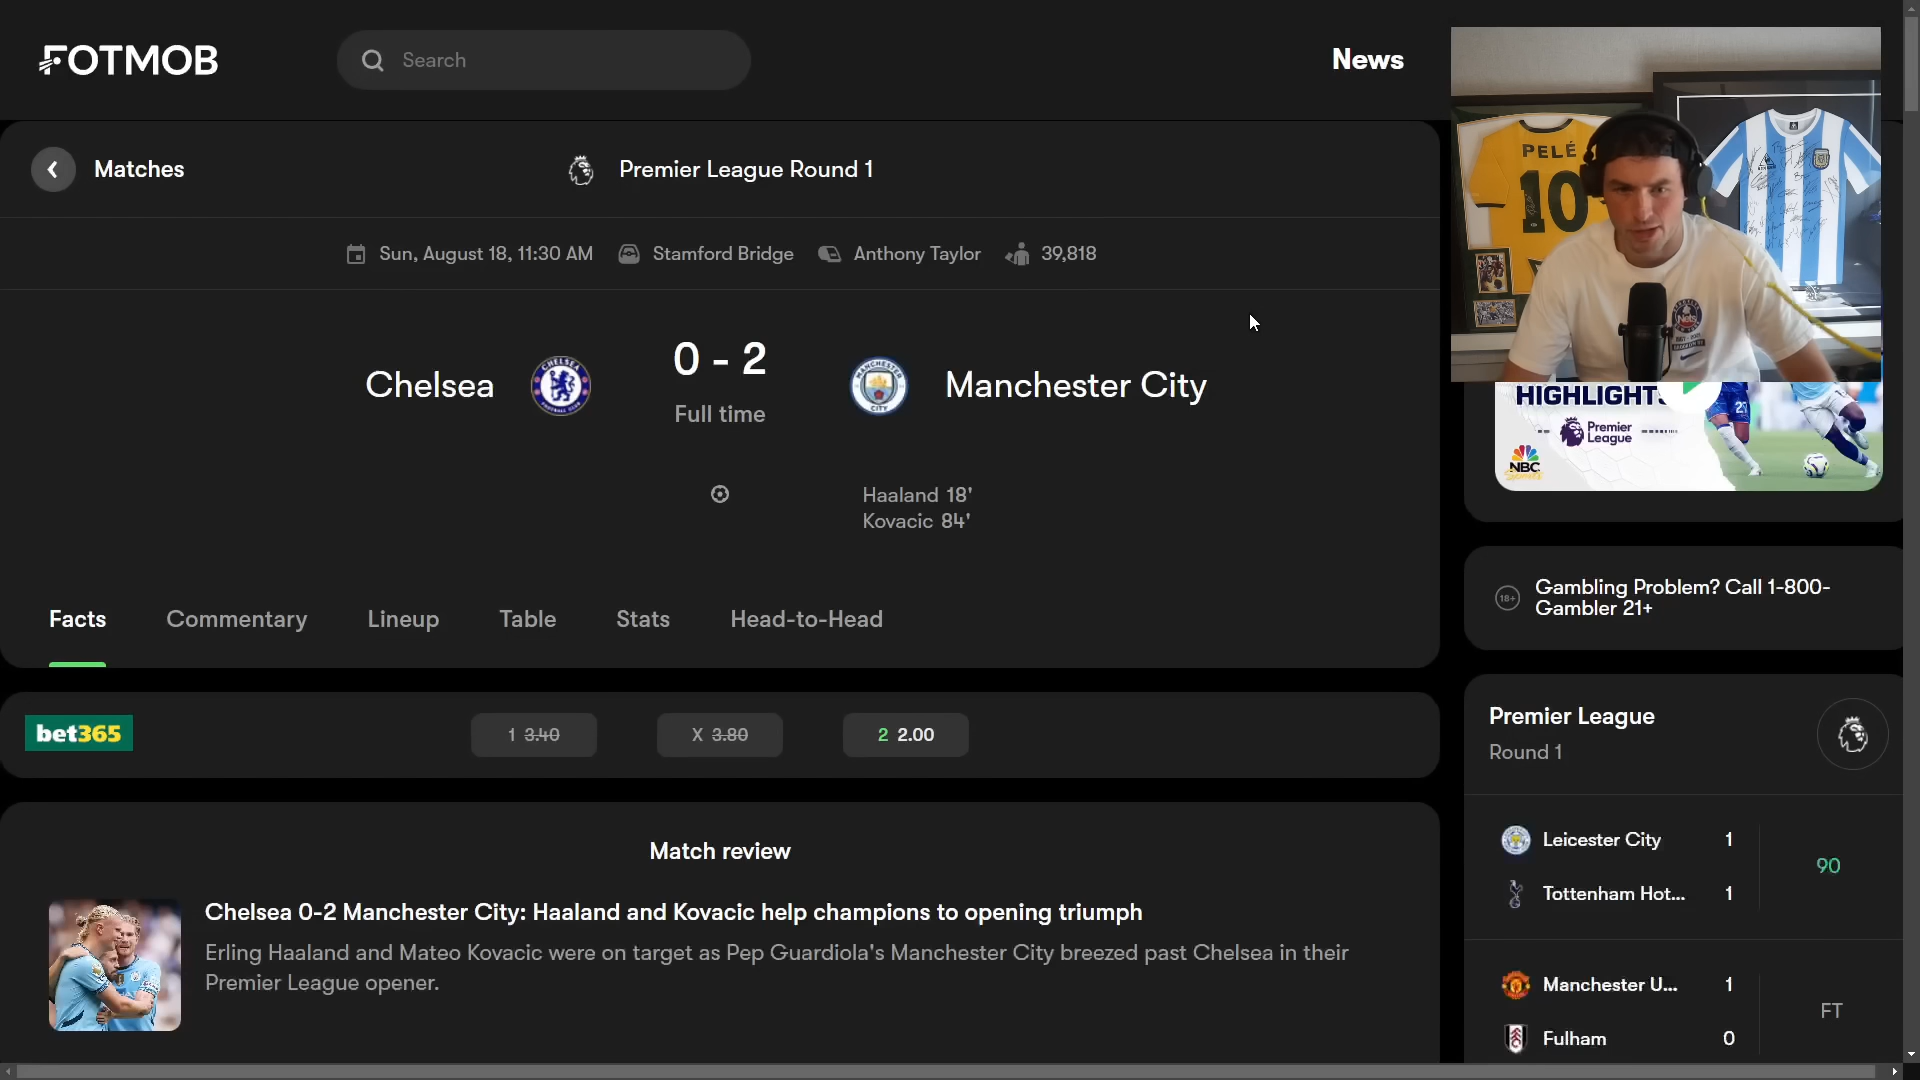 FOTMOB
Search
News
Matches
Premier League Round 1
Sun, August 18, 11:30 AM
Stamford Bridge
Anthony Taylor
39,818
PELÉ
10
Chelsea
0 - 2
Full time
Manchester City
Haaland 18'
Kovacic 84'
HIGHLIGHTS
Premier
League
NBC
Sports
Facts
Commentary
Lineup
Table
Stats
Head-to-Head
18+
Gambling Problem? Call 1-800-
Gambler 21+
bet365
1 3.40
X 3.80
2 2.00
Premier League
Round 1
Leicester City 1
Tottenham Hot... 1
90
Manchester U... 1
Fulham 0
FT
Match review
Chelsea 0-2 Manchester City: Haaland and Kovacic help champions to opening triumph
Erling Haaland and Mateo Kovacic were on target as Pep Guardiola's Manchester City breezed past Chelsea in their
Premier League opener.